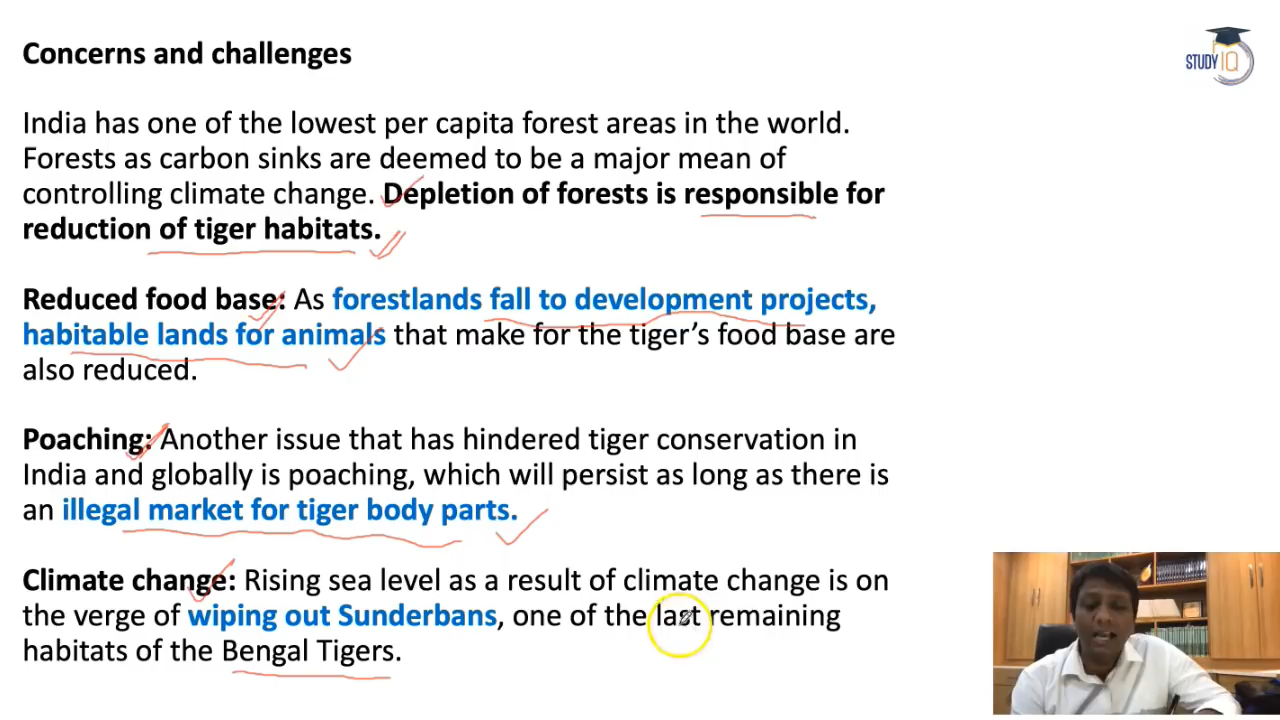 Concerns and challenges
STUDY IQ
India has one of the lowest per capita forest areas in the world.
Forests as carbon sinks are deemed to be a major mean of
controlling climate change. Depletion of forests is responsible for
reduction of tiger habitats.
Reduced food base: As forestlands fall to development projects,
habitable lands for animals that make for the tiger’s food base are
also reduced.
Poaching: Another issue that has hindered tiger conservation in
India and globally is poaching, which will persist as long as there is
an illegal market for tiger body parts.
Climate change: Rising sea level as a result of climate change is on
the verge of wiping out Sunderbans, one of the last remaining
habitats of the Bengal Tigers.